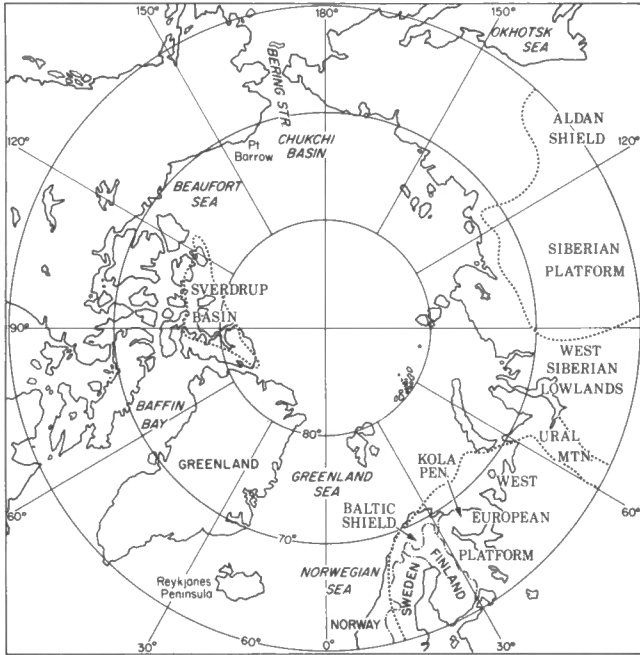 180°
150°
150°
OKHOTSK
SEA
BERING STR
ALDAN
SHIELD
120°
120°
Pt
Barrow
CHUKCHI
BASIN
BEAUFORT
SEA
SIBERIAN
PLATFORM
SVERDRUP
BASIN
90°
90°
WEST
SIBERIAN
LOWLANDS
BAFFIN
BAY
80°
URAL
MTN.
KOLA
PEN.
WEST
GREENLAND
GREENLAND
SEA
60°
60°
BALTIC
SHIELD
EUROPEAN
PLATFORM
70°
NORWEGIAN
SEA
Reykjanes
Peninsula
SWEDEN
FINLAND
NORWAY
30°
60°
0°
30°